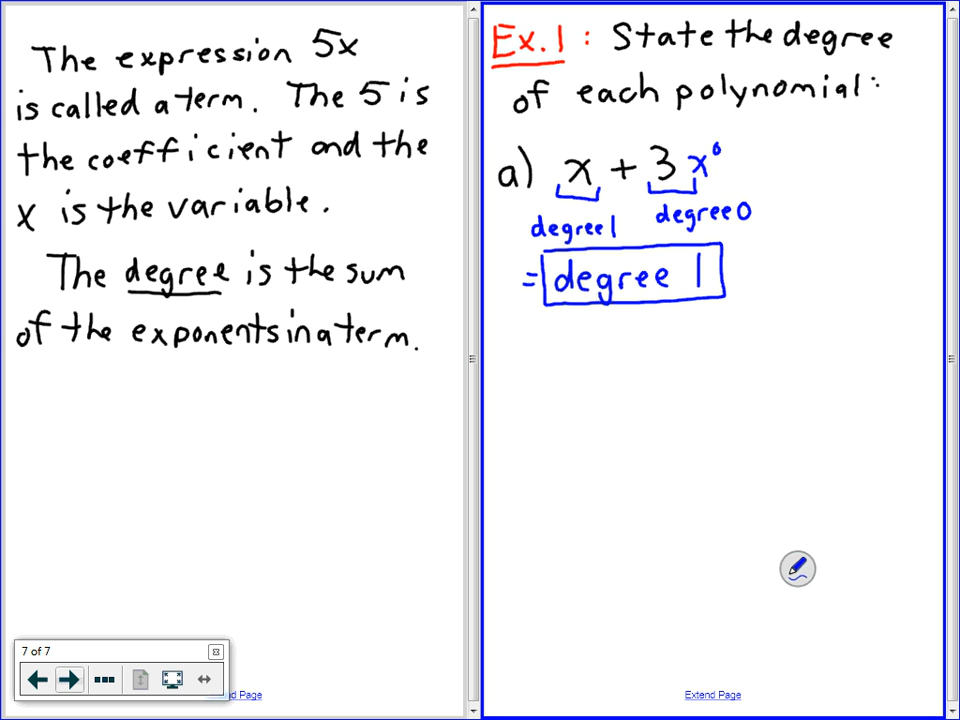 The expression 5x
is called a term. The 5 is
the coefficient and the
x is the variable.
The degree is the sum
of the exponents in a term.
7 of 7
Extend Page
Ex. 1 : State the degree
of each polynomial:
a) x + 3x⁰
degree 1 degree 0
= degree 1
Extend Page